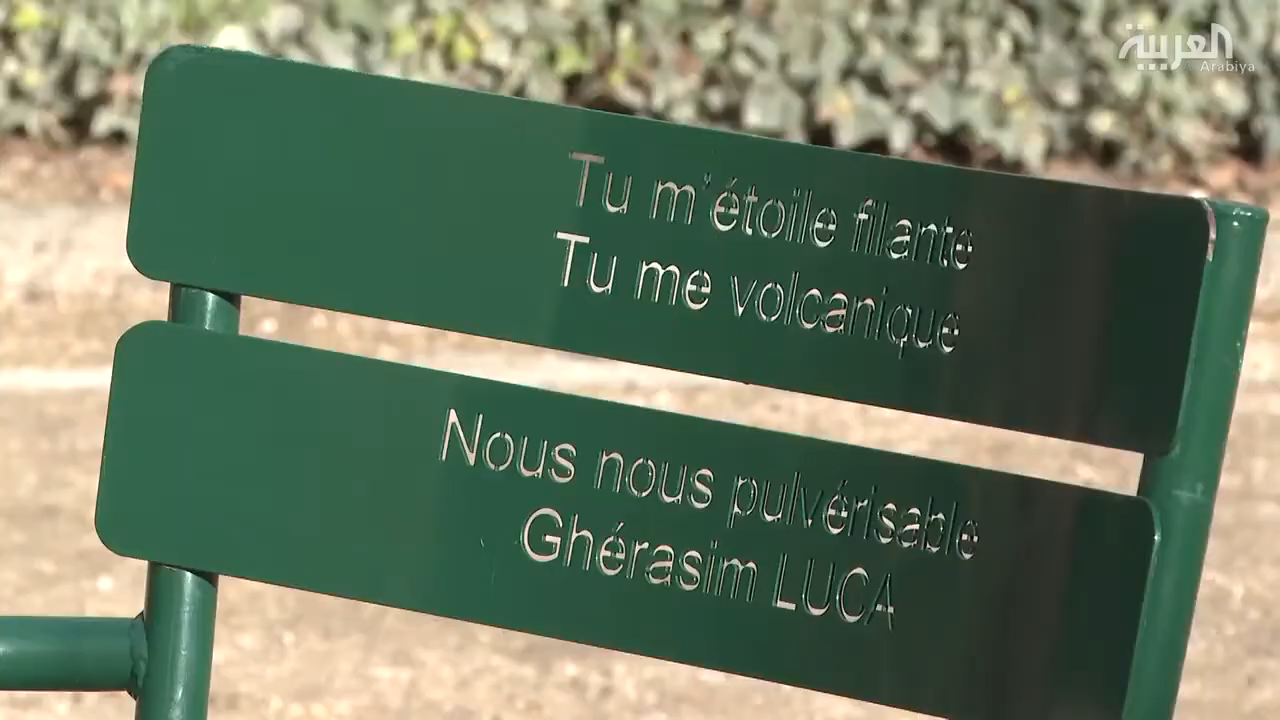 العربية
Arabiya
Tu m'étoile filante
Tu me volcanique
Nous nous pulvérisable
Ghérasim LUCA